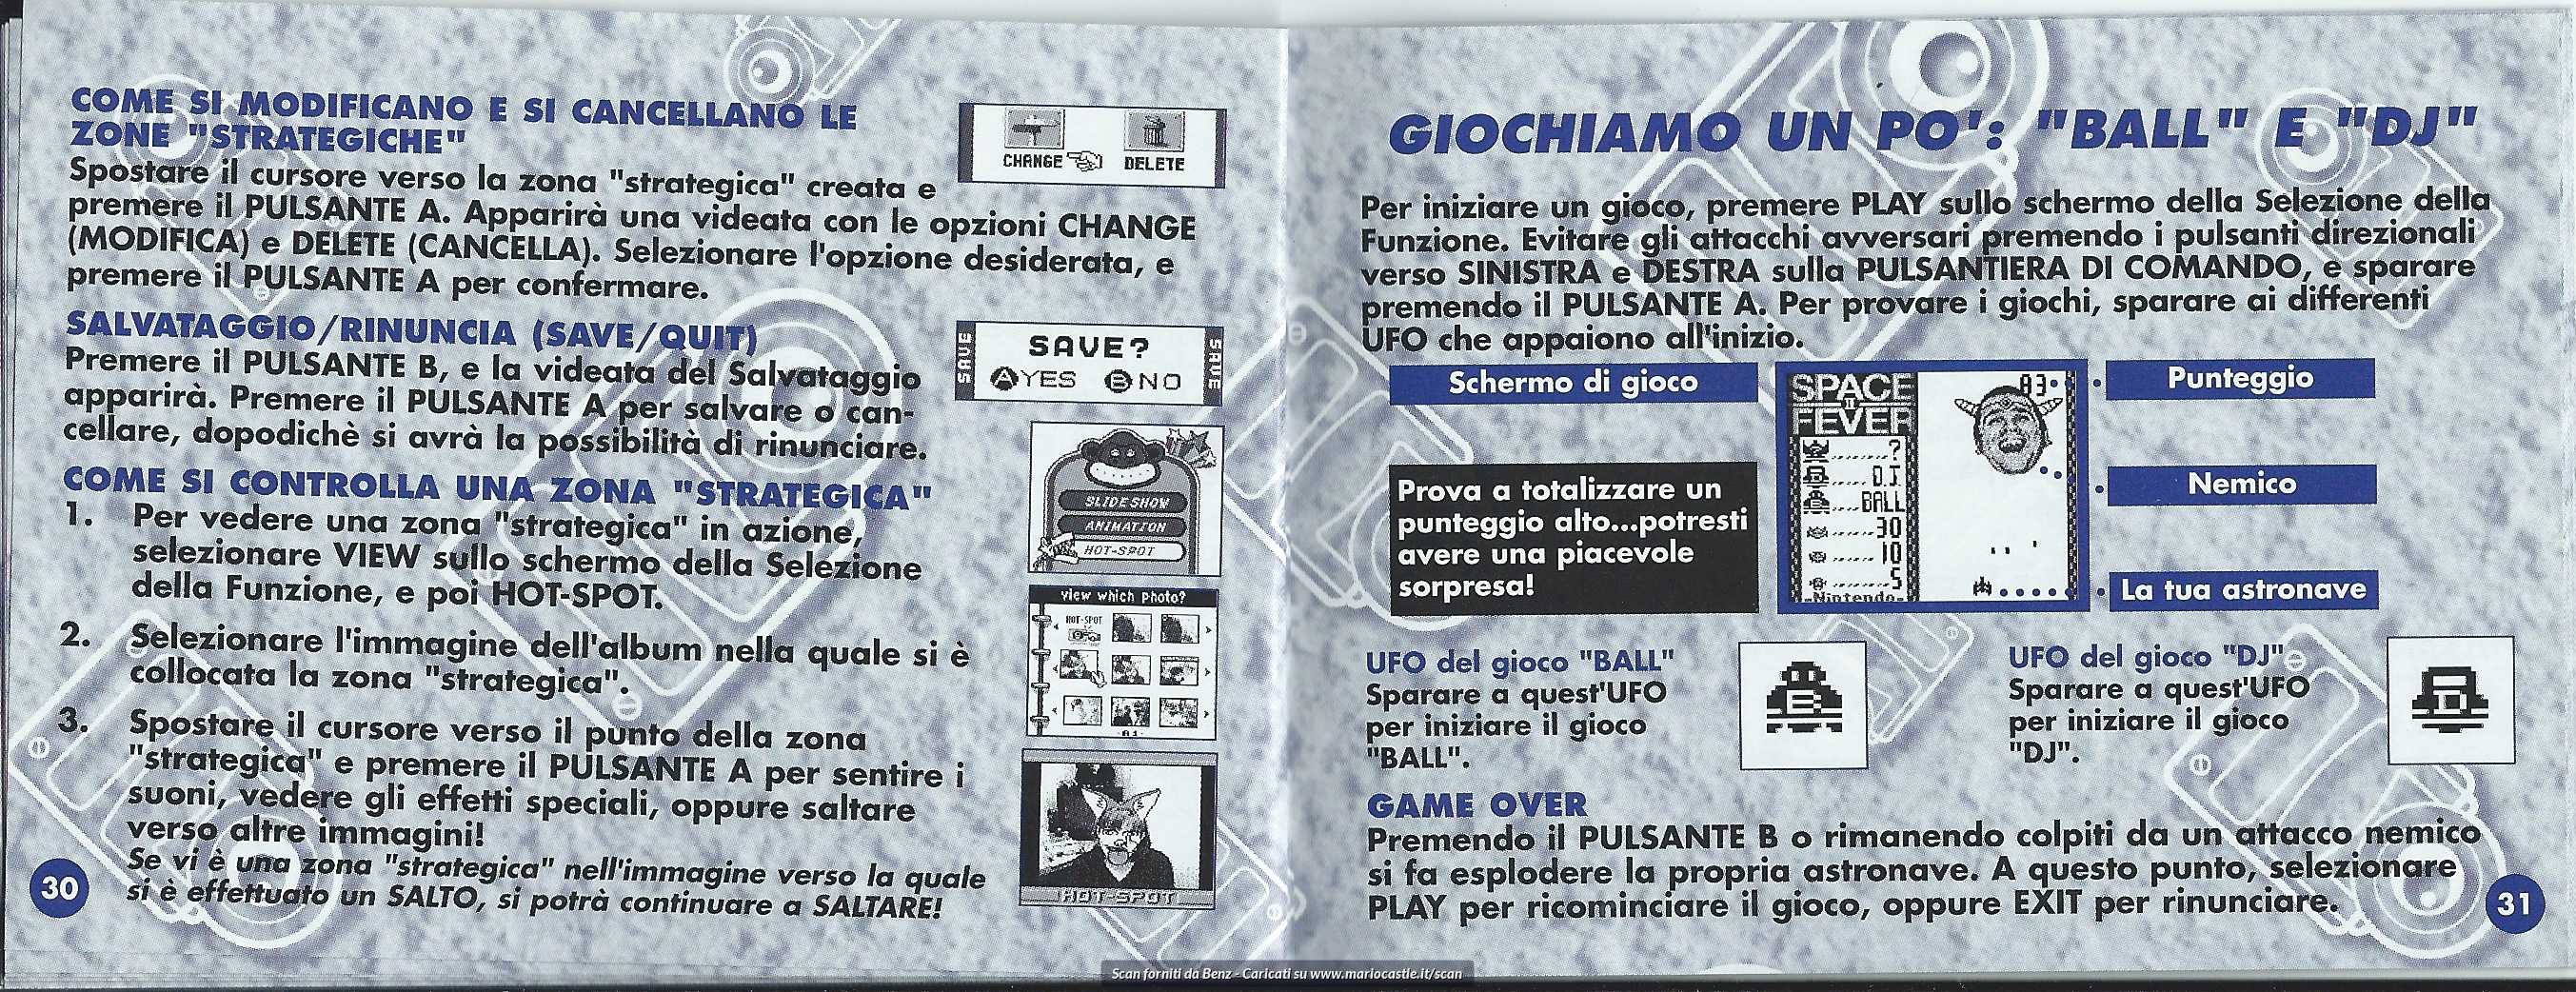 COME SI MODIFICANO E SI CANCELLANO LE
ZONE "STRATEGICHE"
Spostare il cursore verso la zona "strategica" creata e
premere il PULSANTE A. Apparirà una videata con le opzioni CHANGE
(MODIFICA) e DELETE (CANCELLA). Selezionare l'opzione desiderata, e
premere il PULSANTE A per confermare.
CHANGE DELETE
SALVATAGGIO/RINUNCIA (SAVE/QUIT)
Premere il PULSANTE B, e la videata del Salvataggio
apparirà. Premere il PULSANTE A per salvare o can-
cellare, dopodichè si avrà la possibilità di rinunciare.
SAVE
SAVE?
A YES B NO
SAVE
COME SI CONTROLLA UNA ZONA "STRATEGICA"
1. Per vedere una zona "strategica" in azione,
selezionare VIEW sullo schermo della Selezione
della Funzione, e poi HOT-SPOT.
SLIDE SHOW
ANIMATION
HOT-SPOT
2. Selezionare l'immagine dell'album nella quale si è
collocata la zona "strategica".
view which photo?
HOT-SPOT
A1
3. Spostare il cursore verso il punto della zona
"strategica" e premere il PULSANTE A per sentire i
suoni, vedere gli effetti speciali, oppure saltare
verso altre immagini!
Se vi è una zona "strategica" nell'immagine verso la quale
si è effettuato un SALTO, si potrà continuare a SALTARE!
HOT-SPOT
30
GIOCHIAMO UN PO': "BALL" E "DJ"
Per iniziare un gioco, premere PLAY sullo schermo della Selezione della
Funzione. Evitare gli attacchi avversari premendo i pulsanti direzionali
verso SINISTRA e DESTRA sulla PULSANTIERA DI COMANDO, e sparare
premendo il PULSANTE A. Per provare i giochi, sparare ai differenti
UFO che appaiono all'inizio.
Schermo di gioco
Prova a totalizzare un
punteggio alto...potresti
avere una piacevole
sorpresa!
SPACE
II
FEVER
........?
.....D.J.
....BALL
......30
......10
.......5
Nintendo
83
Punteggio
Nemico
La tua astronave
UFO del gioco "BALL"
Sparare a quest'UFO
per iniziare il gioco
"BALL".
B
UFO del gioco "DJ"
Sparare a quest'UFO
per iniziare il gioco
"DJ".
D
GAME OVER
Premendo il PULSANTE B o rimanendo colpiti da un attacco nemico
si fa esplodere la propria astronave. A questo punto, selezionare
PLAY per ricominciare il gioco, oppure EXIT per rinunciare.
31
Scan forniti da Benz - Caricati su www.mariocastle.it/scan